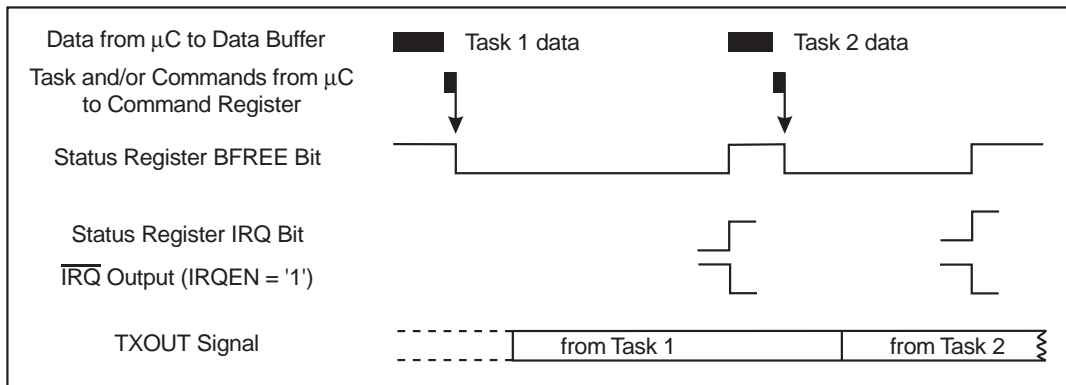 Data from μC to Data Buffer
Task 1 data
Task 2 data
Task and/or Commands from μC
to Command Register
Status Register BFREE Bit
Status Register IRQ Bit
IRQ Output (IRQEN = '1')
TXOUT Signal
from Task 1
from Task 2